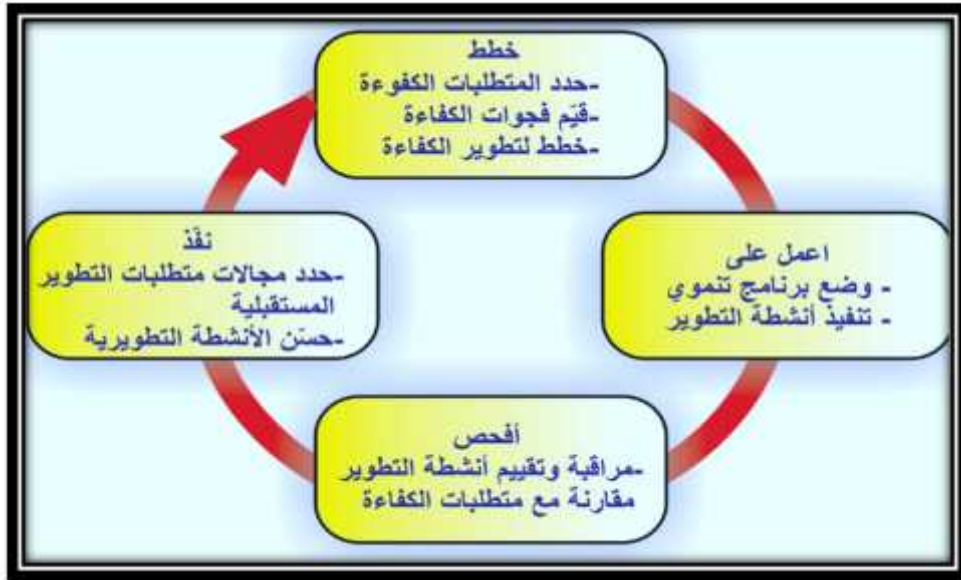 خطط
-حدد المتطلبات الكفوءة
-قيّم فجوات الكفاءة
-خطط لتطوير الكفاءة
اعمل على
- وضع برنامج تنموي
- تنفيذ أنشطة التطوير
أفحص
-مراقبة وتقييم أنشطة التطوير
مقارنة مع متطلبات الكفاءة
نفّذ
-حدد مجالات متطلبات التطوير
المستقبلية
-حسّن الأنشطة التطويرية